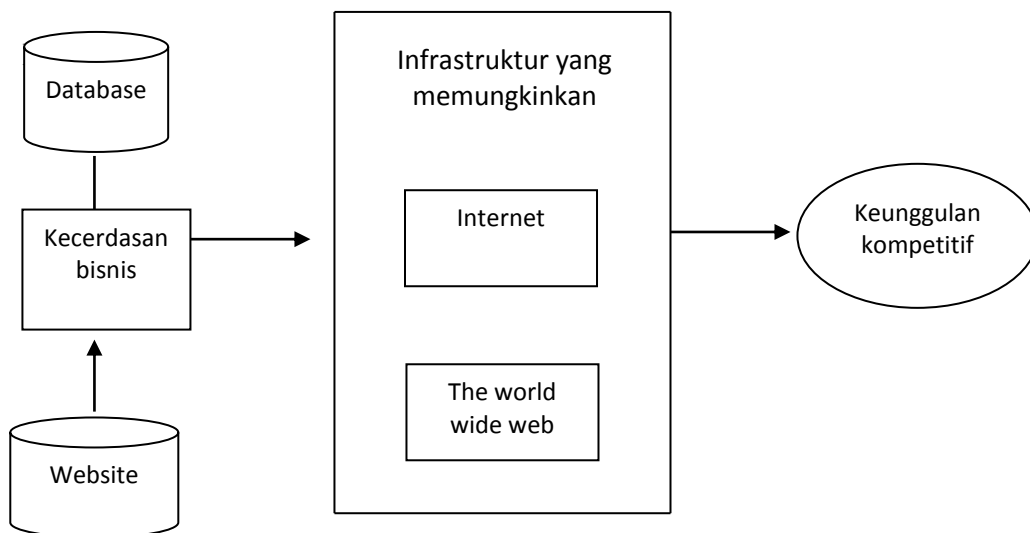 Database
Kecerdasan
bisnis
Website
Infrastruktur yang
memungkinkan
Internet
The world
wide web
Keunggulan
kompetitif